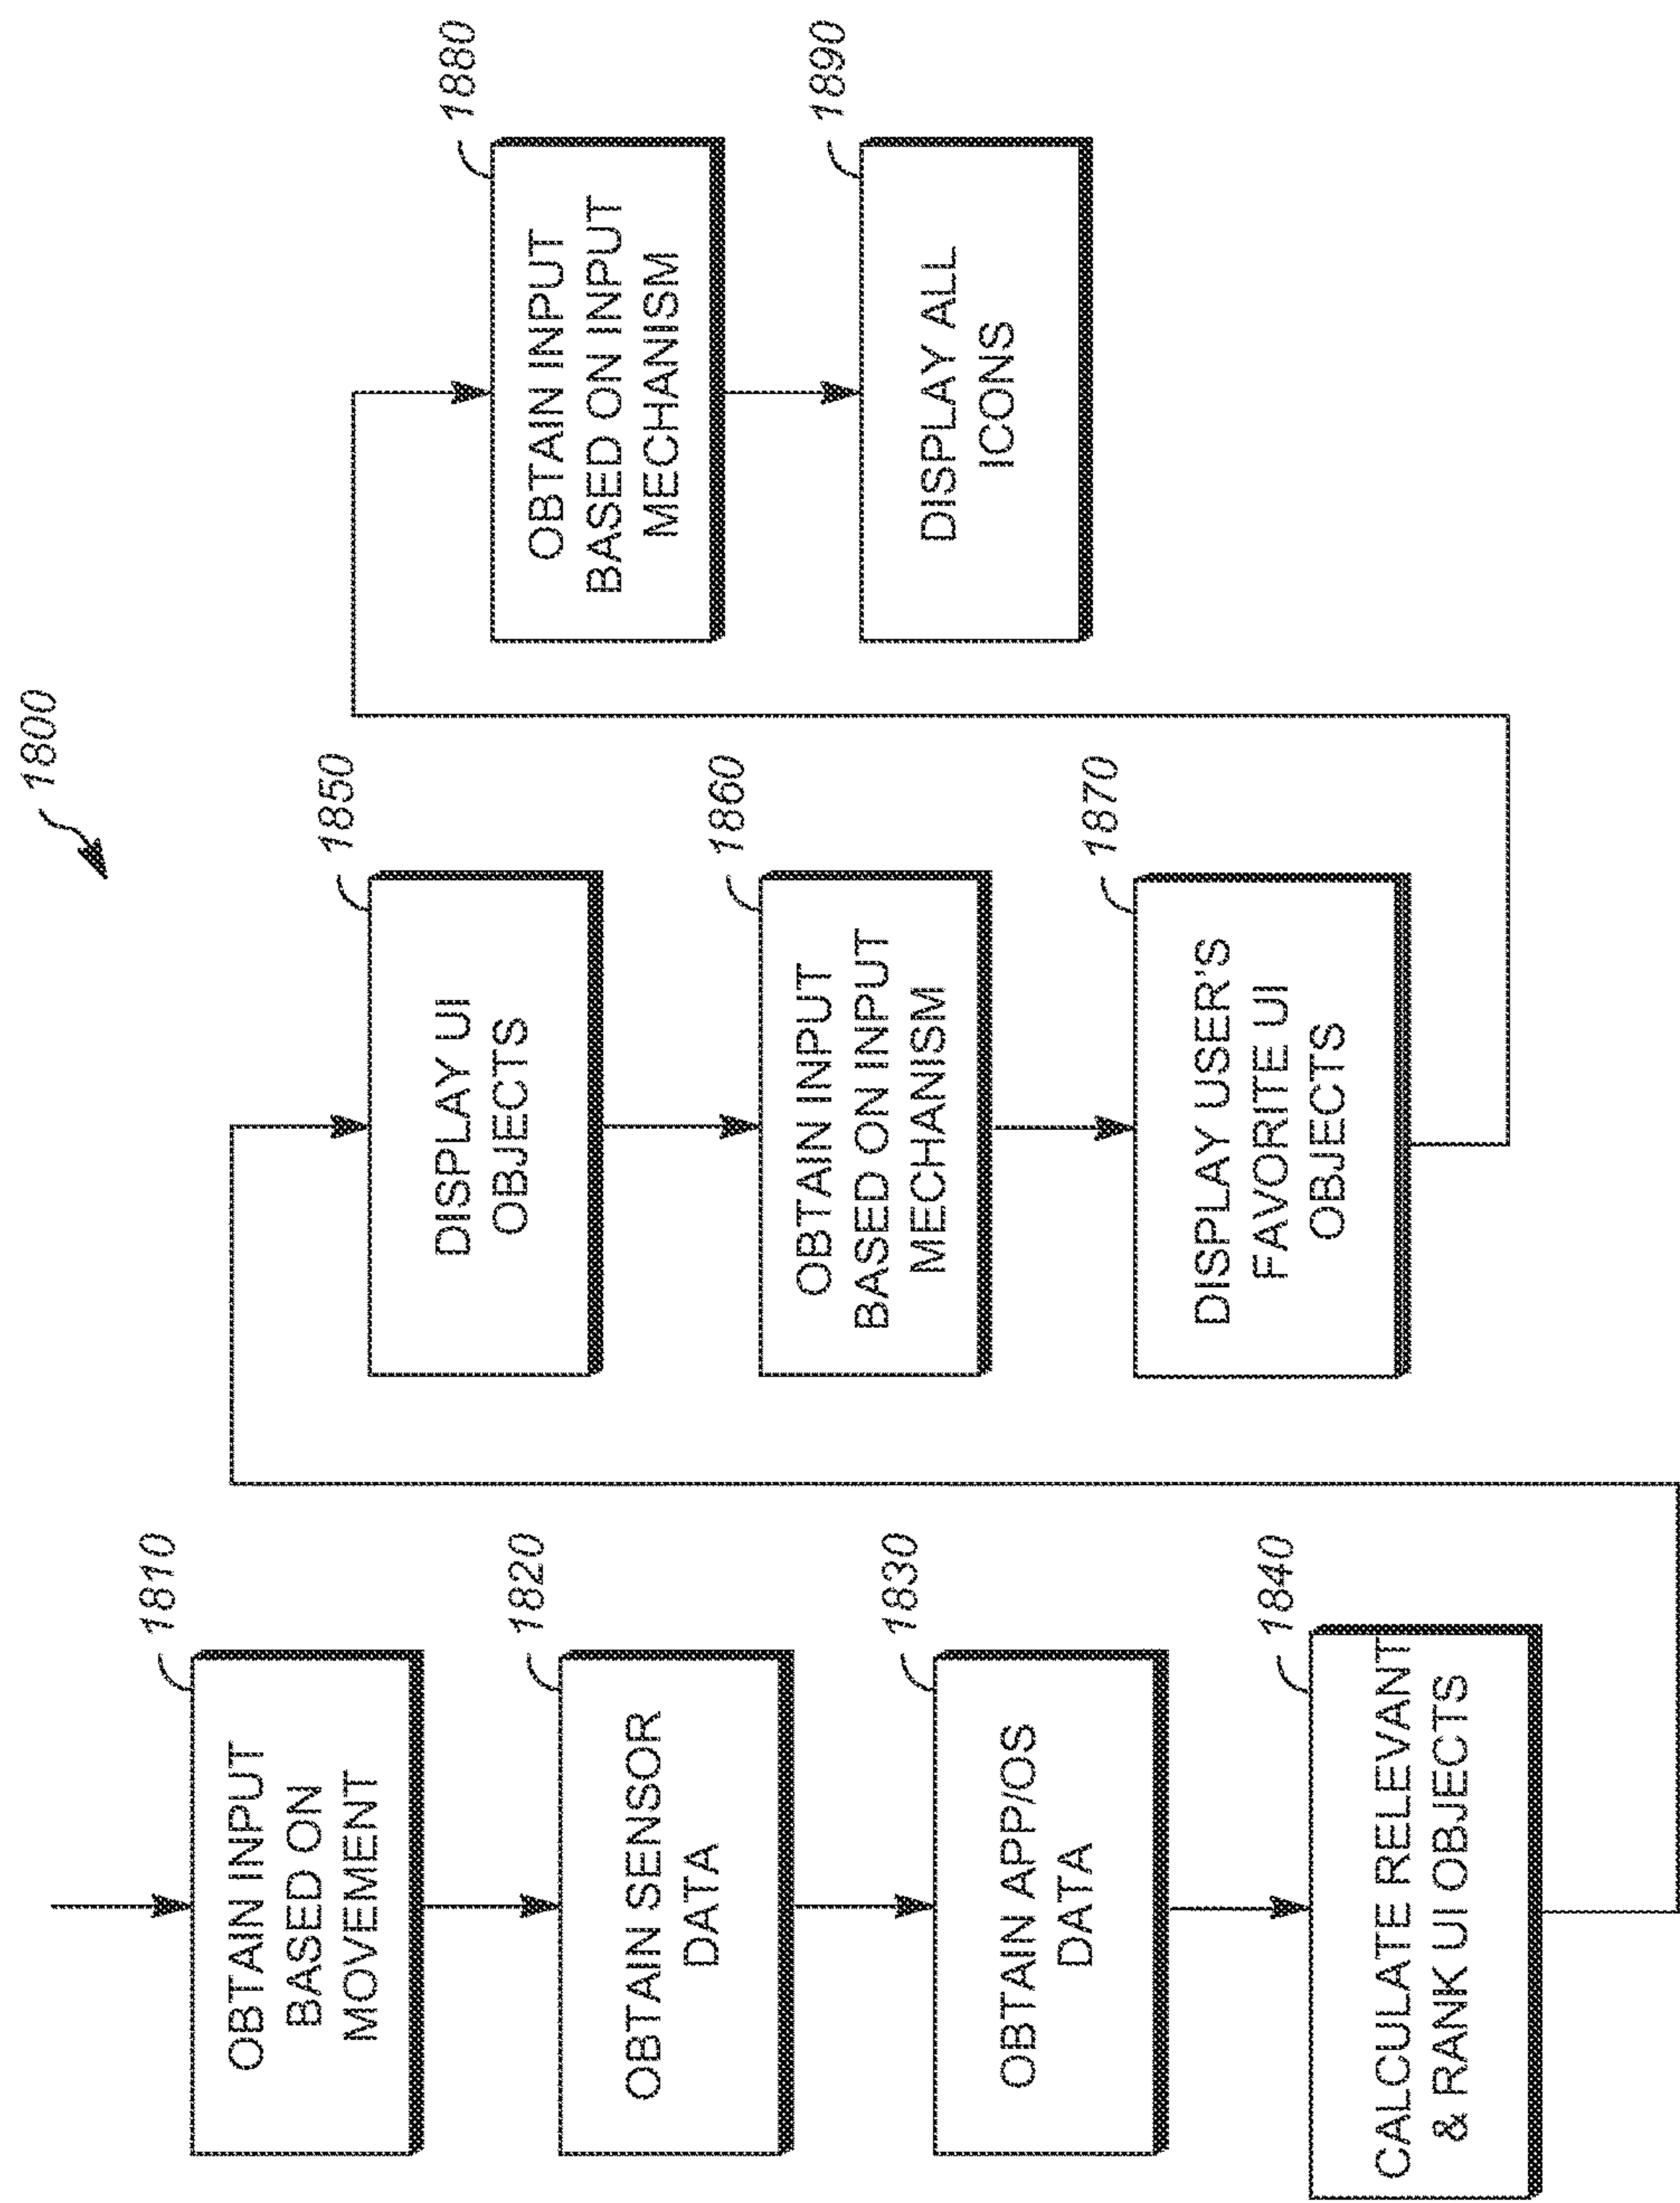 1800
1810
OBTAIN INPUT
BASED ON
MOVEMENT
1820
OBTAIN SENSOR
DATA
1830
OBTAIN APP/OS
DATA
1840
CALCULATE RELEVANT
& RANK UI OBJECTS
1850
DISPLAY UI
OBJECTS
1860
OBTAIN INPUT
BASED ON INPUT
MECHANISM
1870
DISPLAY USER'S
FAVORITE UI
OBJECTS
1880
OBTAIN INPUT
BASED ON INPUT
MECHANISM
1890
DISPLAY ALL
ICONS